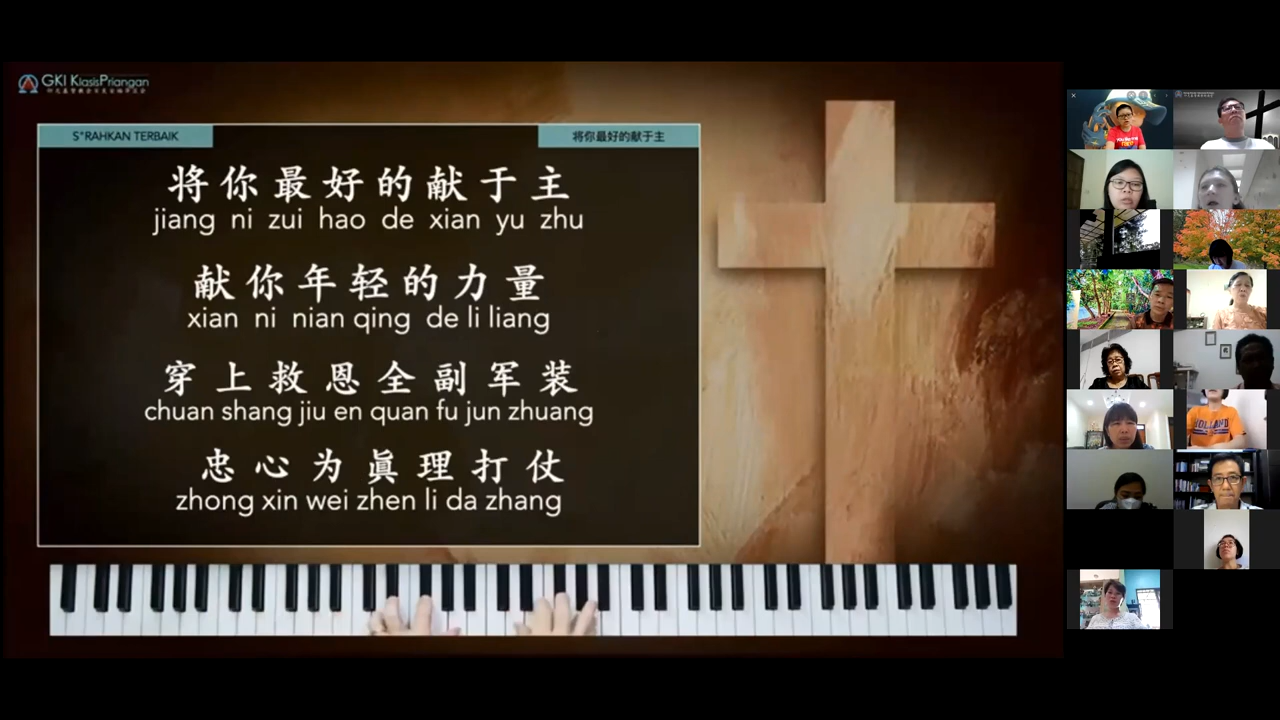 GKI KlasisPriangan
S*RAHKAN TERBAIK
将你最好的献于主
将你最好的献于主
jiang ni zui hao de xian yu zhu
献你年轻的力量
xian ni nian qing de li liang
穿上救恩全副军装
chuan shang jiu en quan fu jun zhuang
忠心为眞理打仗
zhong xin wei zhen li da zhang